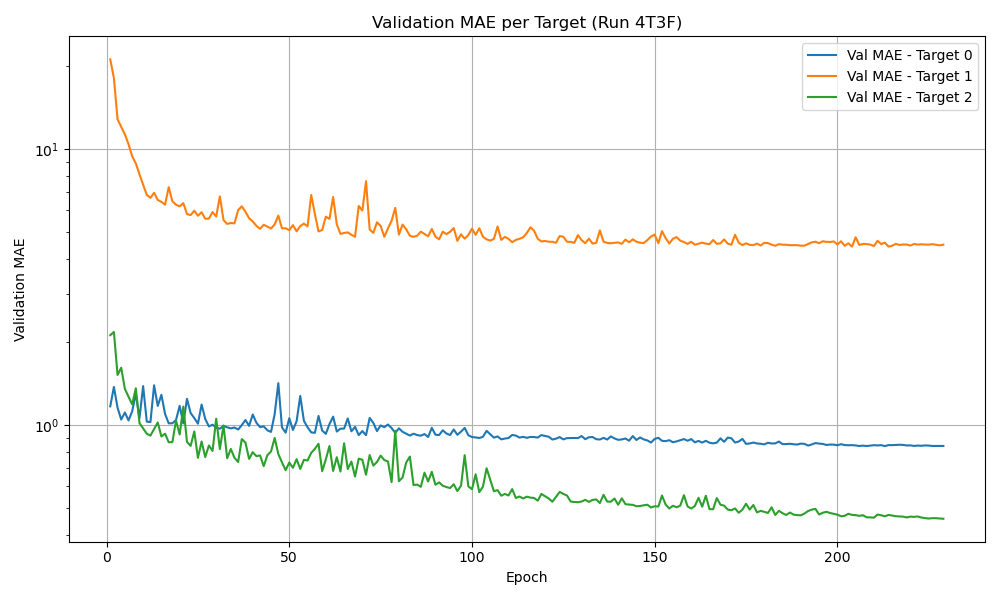 Validation MAE per Target (Run 4T3F)
Val MAE - Target 0
Val MAE - Target 1
Val MAE - Target 2
10¹
10⁰
Validation MAE
0 50 100 150 200
Epoch